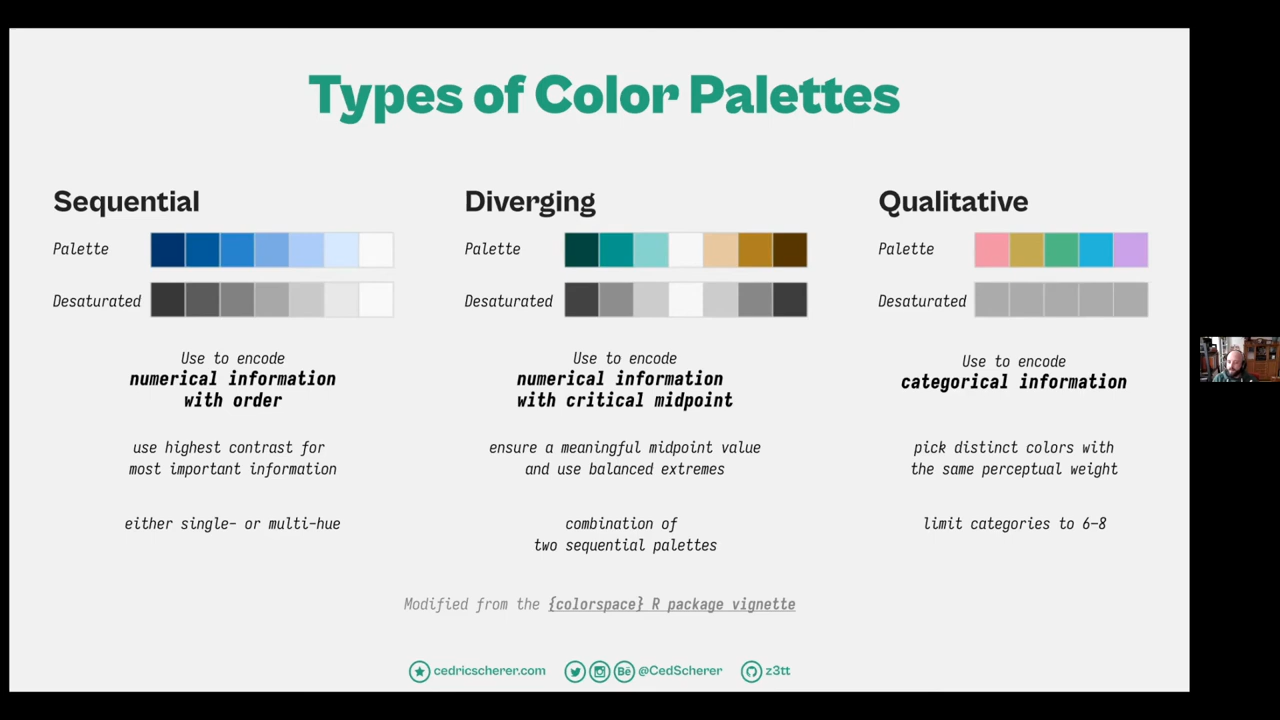 Types of Color Palettes
Sequential
Palette
Desaturated
Use to encode
numerical information
with order
use highest contrast for
most important information
either single- or multi-hue
Diverging
Palette
Desaturated
Use to encode
numerical information
with critical midpoint
ensure a meaningful midpoint value
and use balanced extremes
combination of
two sequential palettes
Qualitative
Palette
Desaturated
Use to encode
categorical information
pick distinct colors with
the same perceptual weight
limit categories to 6-8
Modified from the {colorspace} R package vignette
cedricscherer.com Bē @CedScherer z3tt